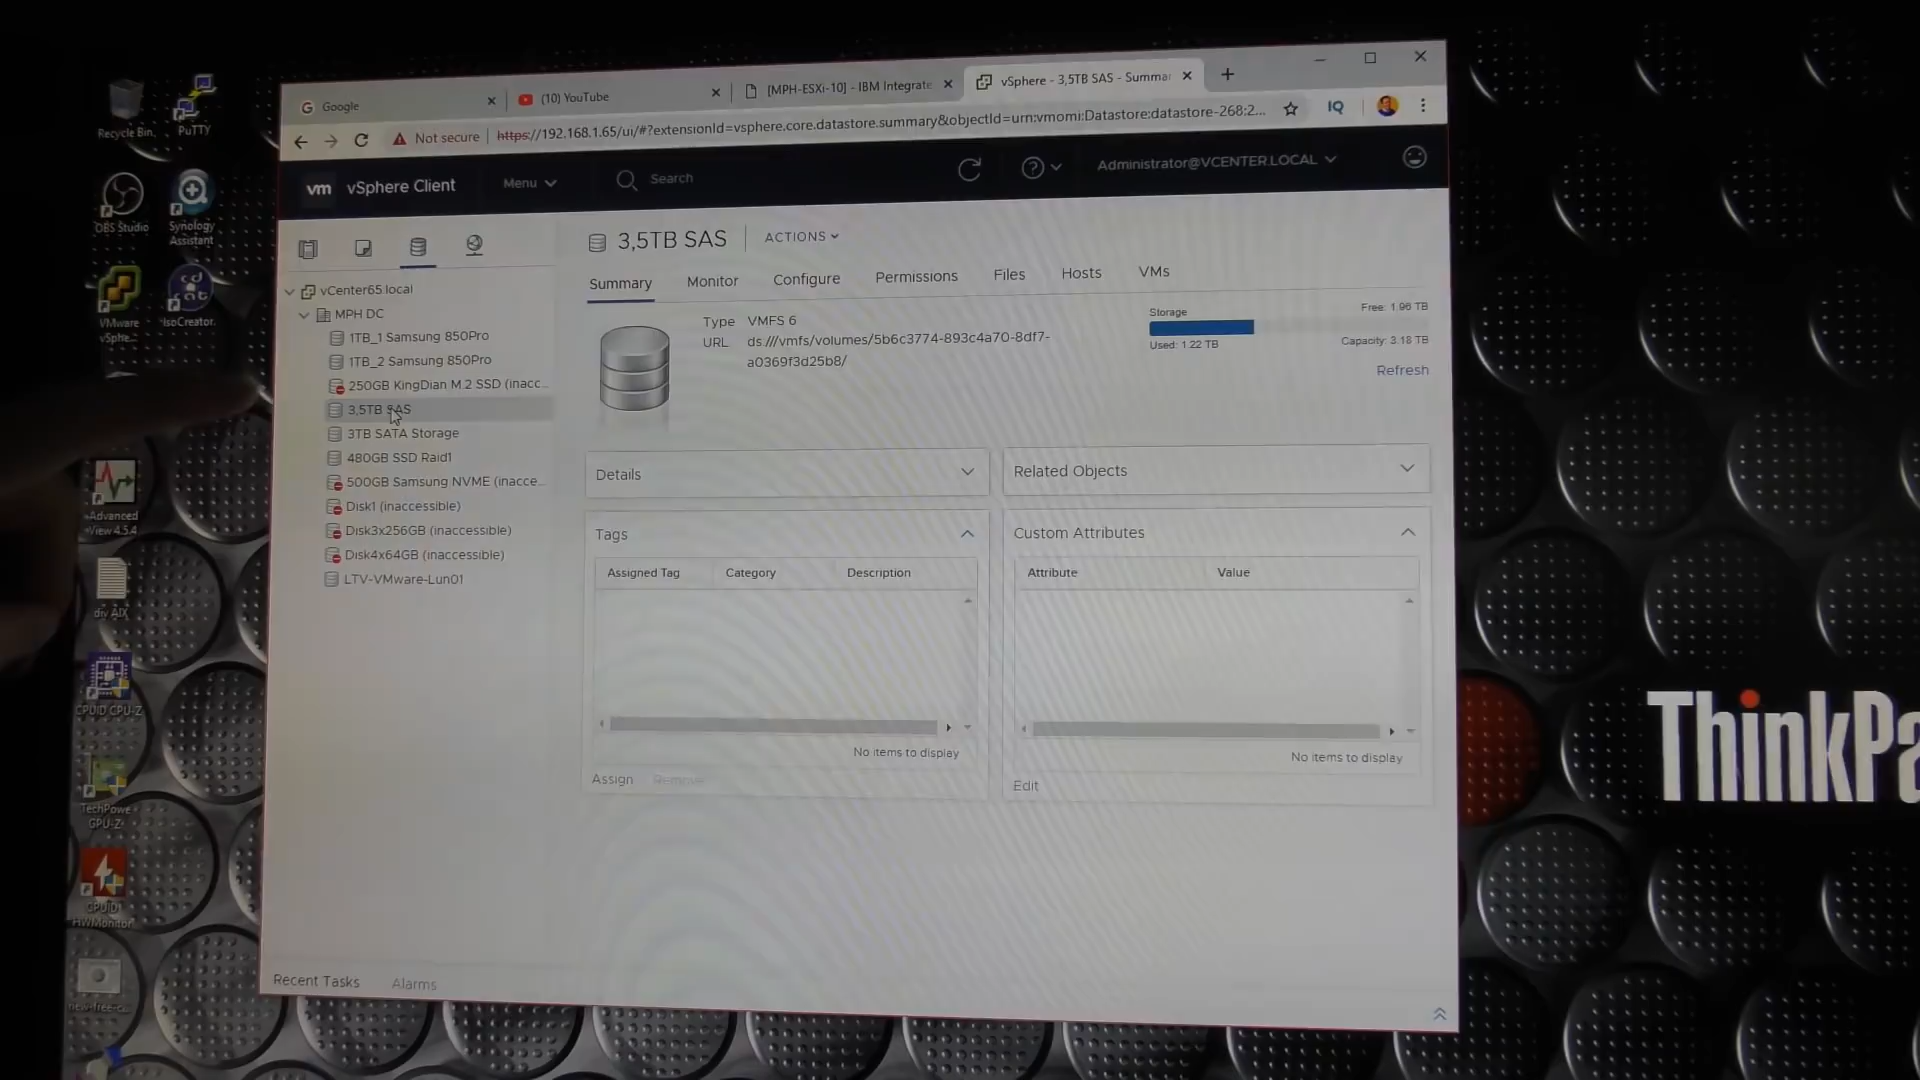 Recycle Bin
PuTTY
OBS Studio
Synology
Assistant
VMware
vSphe...
IsoCreator.
Advanced
View 4.5.4
div AIX
CPUID CPU-Z
TechPowe
GPU-Z
CPUID
HWMonitor
Google
(10) YouTube
[MPH-ESXi-10] - IBM Integrate
vSphere - 3,5TB SAS - Summar
Not secure
https://192.168.1.65/ui/#?extensionId=vsphere.core.datastore.summary&objectId=urn:vmomi:Datastore:datastore-268:2...
IQ
vm vSphere Client
Menu
Search
Administrator@VCENTER.LOCAL
vCenter65.local
MPH DC
1TB_1 Samsung 850Pro
1TB_2 Samsung 850Pro
250GB KingDian M.2 SSD (inacc...
3,5TB SAS
3TB SATA Storage
480GB SSD Raid1
500GB Samsung NVME (inacce...
Disk1 (inaccessible)
Disk3x256GB (inaccessible)
Disk4x64GB (inaccessible)
LTV-VMware-Lun01
3,5TB SAS
ACTIONS
Summary
Monitor
Configure
Permissions
Files
Hosts
VMs
Type VMFS 6
URL ds:///vmfs/volumes/5b6c3774-893c4a70-8df7-
a0369f3d25b8/
Storage
Free: 1.96 TB
Used: 1.22 TB
Capacity: 3.18 TB
Refresh
Details
Related Objects
Tags
Assigned Tag
Category
Description
No items to display
Assign
Remove
Custom Attributes
Attribute
Value
No items to display
Edit
Recent Tasks
Alarms
ThinkPa